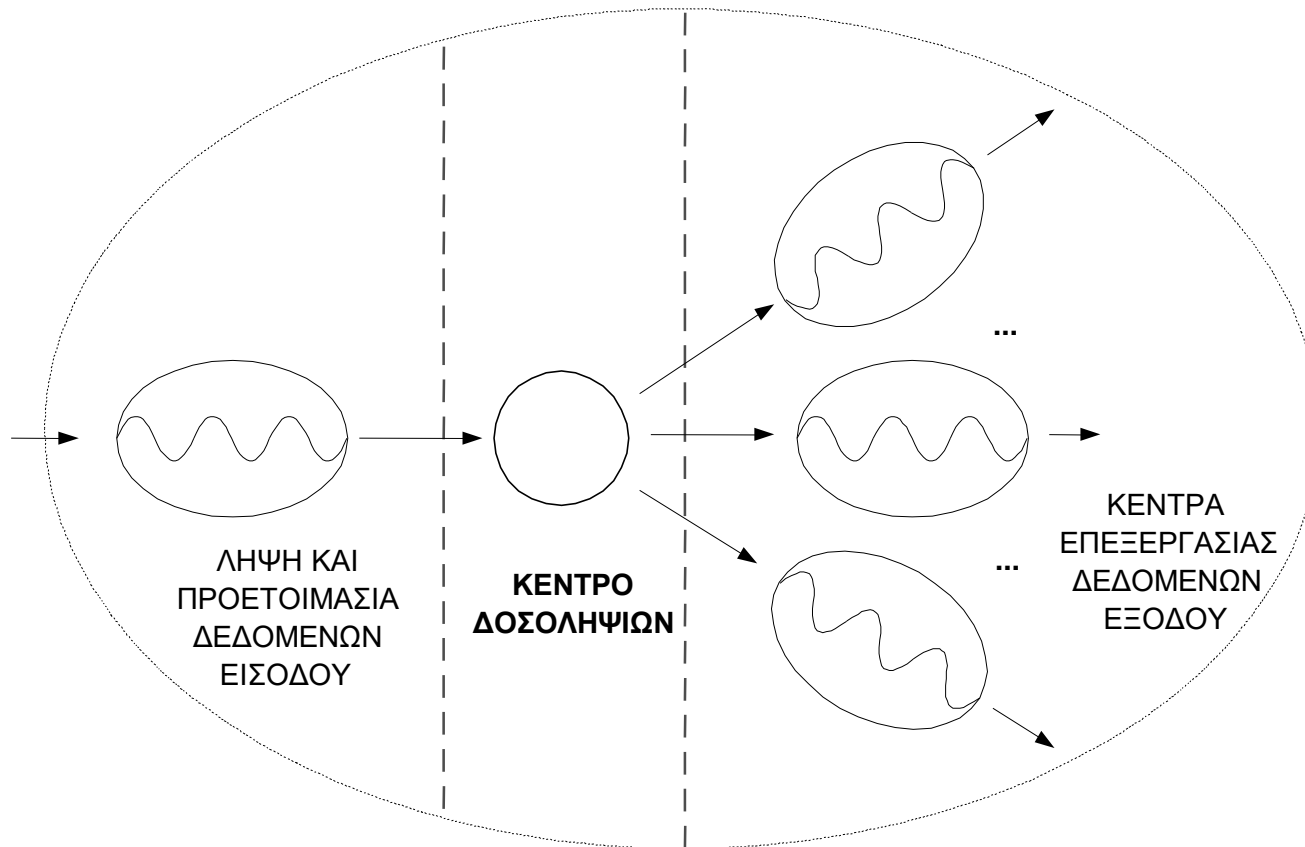 ΛΗΨΗ ΚΑΙ
ΠΡΟΕΤΟΙΜΑΣΙΑ
ΔΕΔΟΜΕΝΩΝ
ΕΙΣΟΔΟΥ
ΚΕΝΤΡΟ
ΔΟΣΟΛΗΨΙΩΝ
...
...
ΚΕΝΤΡΑ
ΕΠΕΞΕΡΓΑΣΙΑΣ
ΔΕΔΟΜΕΝΩΝ
ΕΞΟΔΟΥ